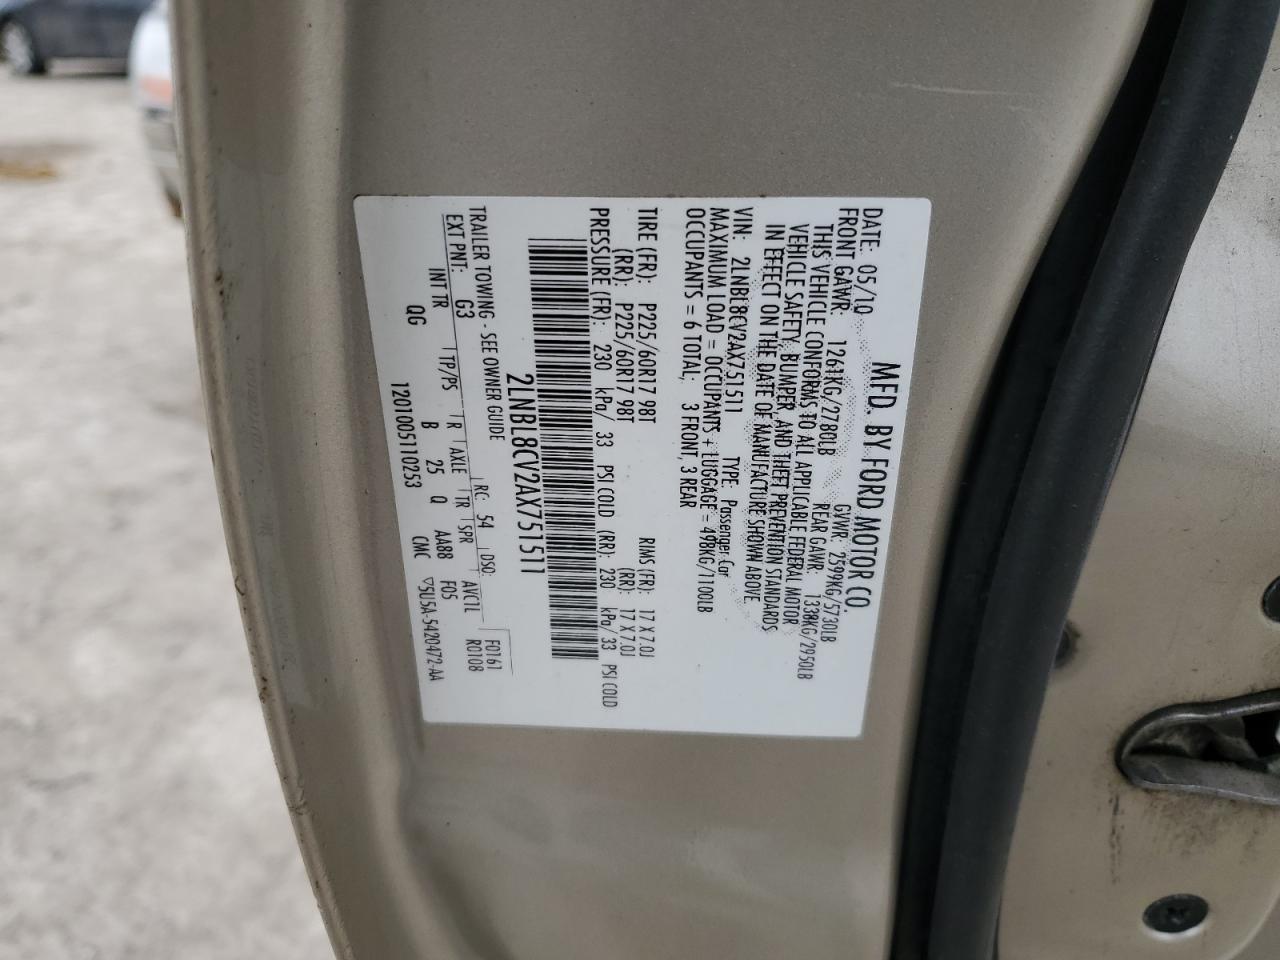 MFD. BY FORD MOTOR CO.
DATE: 05/10 GVWR: 2599KG/5730LB
FRONT GAWR: 1261KG/2780LB REAR GAWR: 1338KG/2950LB
THIS VEHICLE CONFORMS TO ALL APPLICABLE FEDERAL MOTOR
VEHICLE SAFETY, BUMPER, AND THEFT PREVENTION STANDARDS
IN EFFECT ON THE DATE OF MANUFACTURE SHOWN ABOVE.
VIN: 2LNBL8CV2AX751511 TYPE: Passenger Car
MAXIMUM LOAD = OCCUPANTS + LUGGAGE = 498KG/1100LB
OCCUPANTS = 6 TOTAL, 3 FRONT, 3 REAR
TIRE (FR): P225/60R17 98T RIMS (FR): 17 X 7.0J
(RR): P225/60R17 98T (RR): 17 X 7.0J
PRESSURE (FR): 230 kPa/ 33 PSI COLD (RR): 230 kPa/ 33 PSI COLD
2LNBL8CV2AX751511
TRAILER TOWING - SEE OWNER GUIDE F0161
EXT PNT: G3 RC: 54 DSO: R0108
INT TR TP/PS R AXLE TR SPR AVC1L
QG B 25 Q AA88 F05
1201005110253 CMC ▽5U5A-5420472-AA